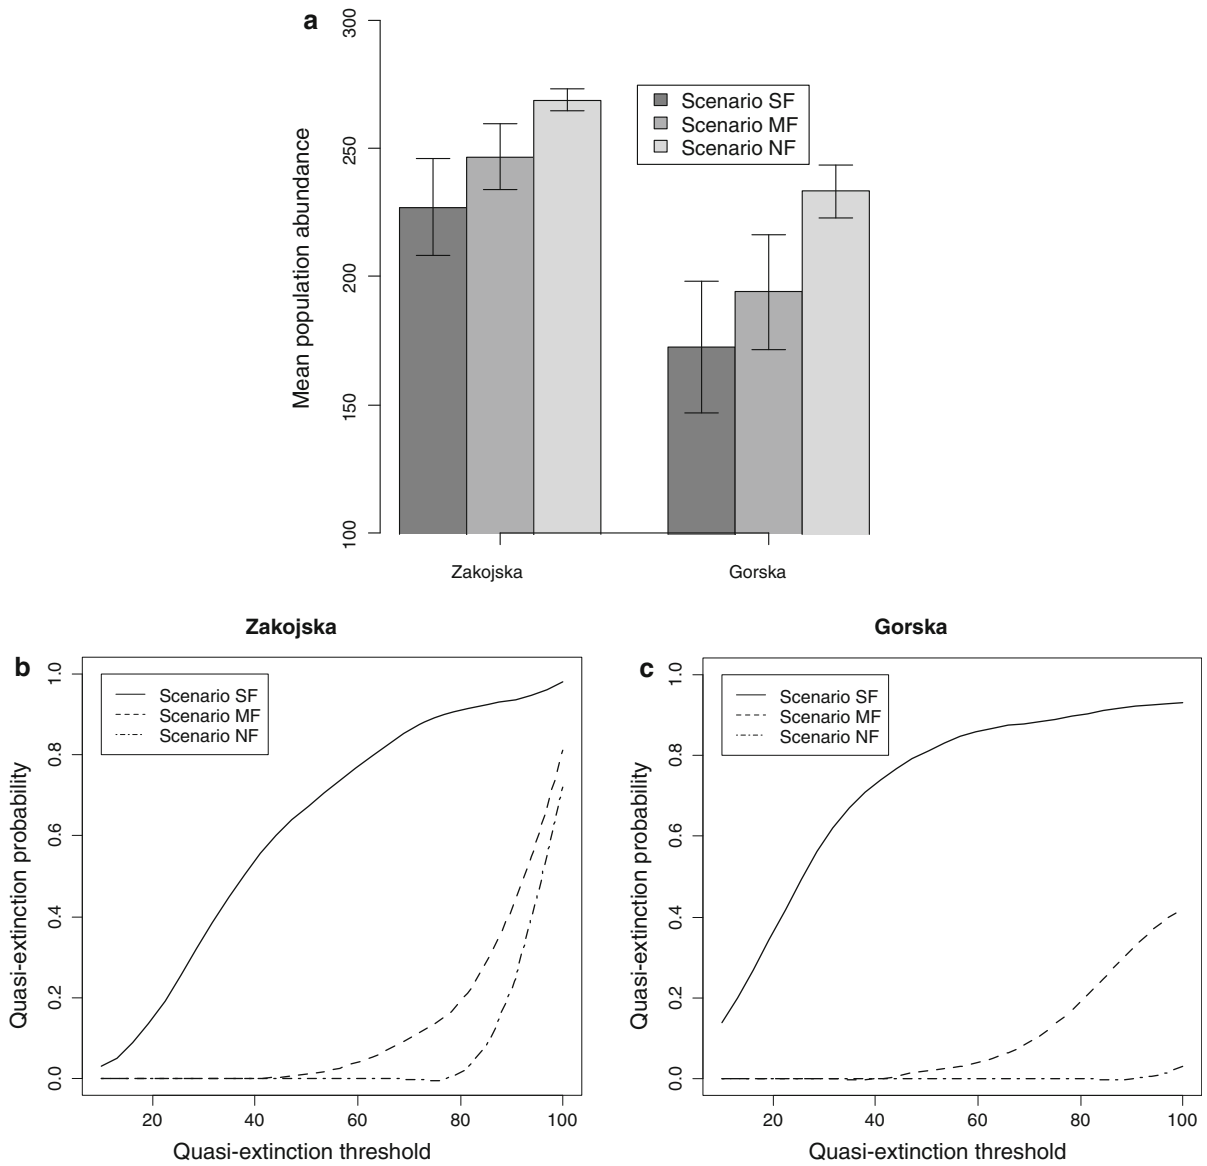 a
300
250
200
150
100
Mean population abundance
Scenario SF
Scenario MF
Scenario NF
Zakojska
Gorska
Zakojska
b
1.0
0.8
0.6
0.4
0.2
0.0
Quasi-extinction probability
Scenario SF
Scenario MF
Scenario NF
20 40 60 80 100
Quasi-extinction threshold
Gorska
c
1.0
0.8
0.6
0.4
0.2
0.0
Quasi-extinction probability
Scenario SF
Scenario MF
Scenario NF
20 40 60 80 100
Quasi-extinction threshold